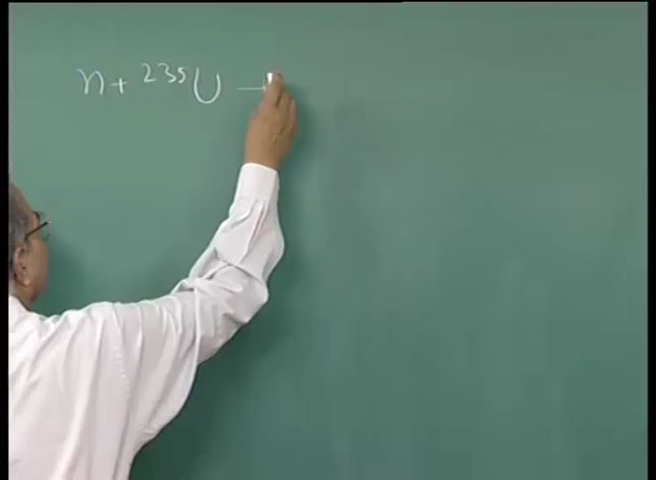 n + ²³⁵U —